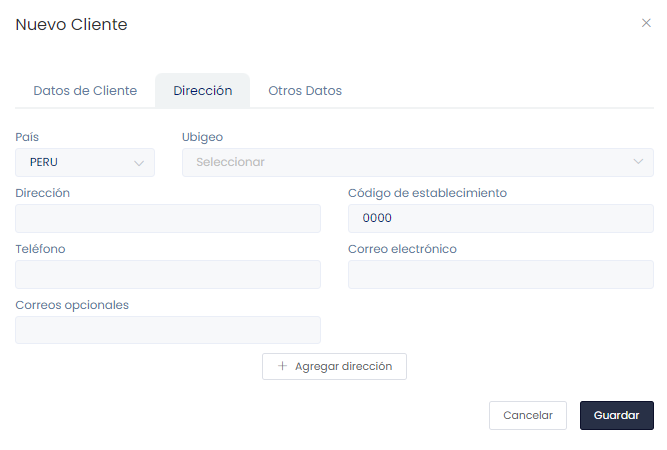 Nuevo Cliente
Datos de Cliente Dirección Otros Datos
País Ubigeo
PERU Seleccionar
Dirección Código de establecimiento
0000
Teléfono Correo electrónico
Correos opcionales
Agregar dirección
Cancelar Guardar